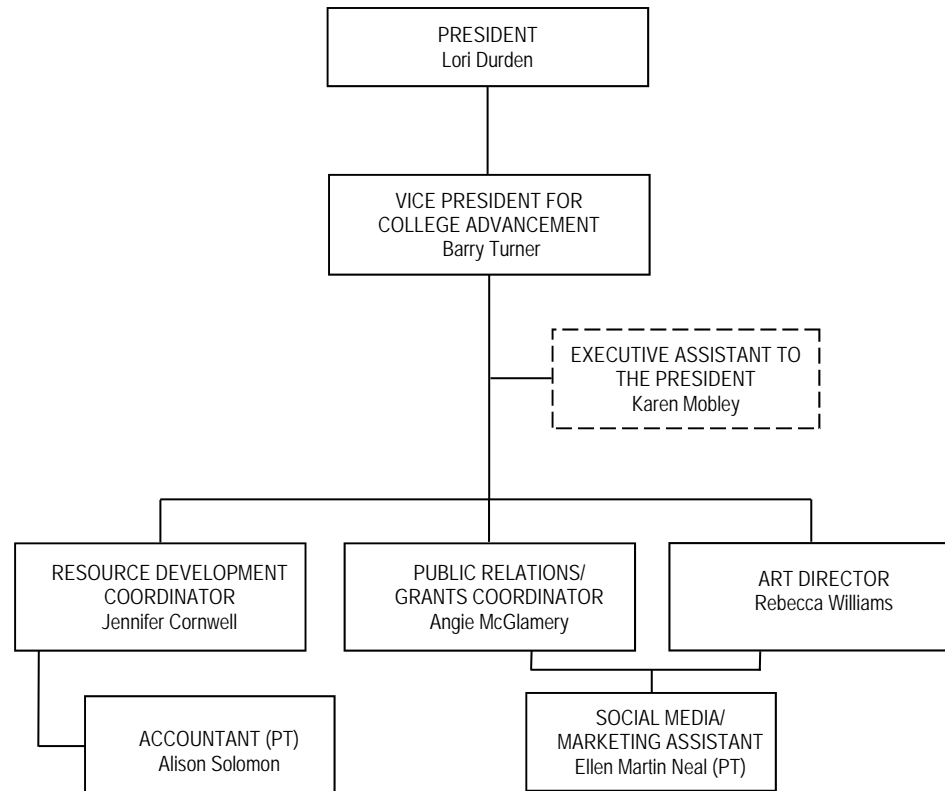 PRESIDENT
Lori Durden
VICE PRESIDENT FOR
COLLEGE ADVANCEMENT
Barry Turner
EXECUTIVE ASSISTANT TO
THE PRESIDENT
Karen Mobley
RESOURCE DEVELOPMENT
COORDINATOR
Jennifer Cornwell
PUBLIC RELATIONS/
GRANTS COORDINATOR
Angie McGlamery
ART DIRECTOR
Rebecca Williams
ACCOUNTANT (PT)
Alison Solomon
SOCIAL MEDIA/
MARKETING ASSISTANT
Ellen Martin Neal (PT)